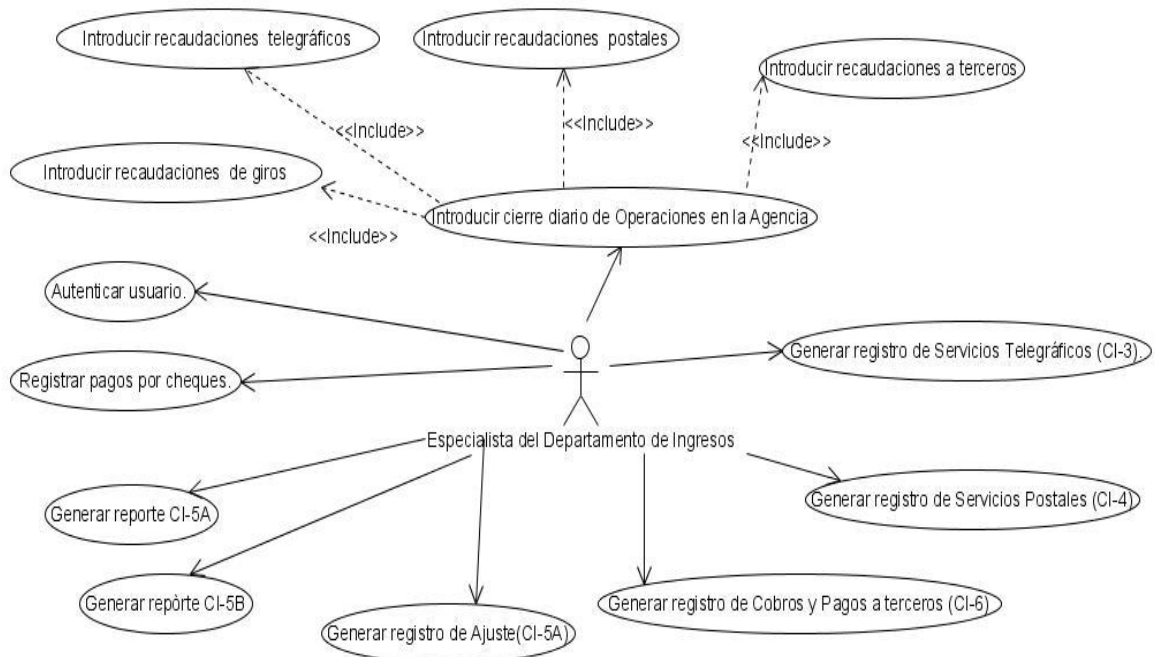 Introducir recaudaciones telegráficos
Introducir recaudaciones postales
Introducir recaudaciones a terceros
<<Include>>
<<Include>>
<<Include>>
Introducir recaudaciones de giros
Introducir cierre diario de Operaciones en la Agencia
<<Include>>
Autenticar usuario.
Generar registro de Servicios Telegráficos (CI-3).
Registrar pagos por cheques.
Especialista del Departamento de Ingresos
Generar registro de Servicios Postales (CI-4)
Generar reporte CI-5A
Generar repòrte CI-5B
Generar registro de Cobros y Pagos a terceros (CI-6)
Generar registro de Ajuste(CI-5A)